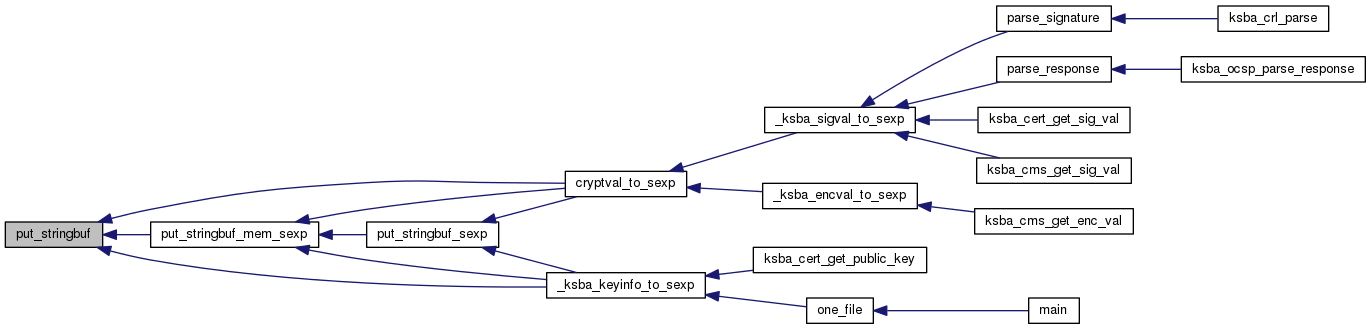 parse_signature
ksba_crl_parse
parse_response
ksba_ocsp_parse_response
_ksba_sigval_to_sexp
ksba_cert_get_sig_val
ksba_cms_get_sig_val
cryptval_to_sexp
_ksba_encval_to_sexp
ksba_cms_get_enc_val
put_stringbuf
put_stringbuf_mem_sexp
put_stringbuf_sexp
ksba_cert_get_public_key
_ksba_keyinfo_to_sexp
one_file
main